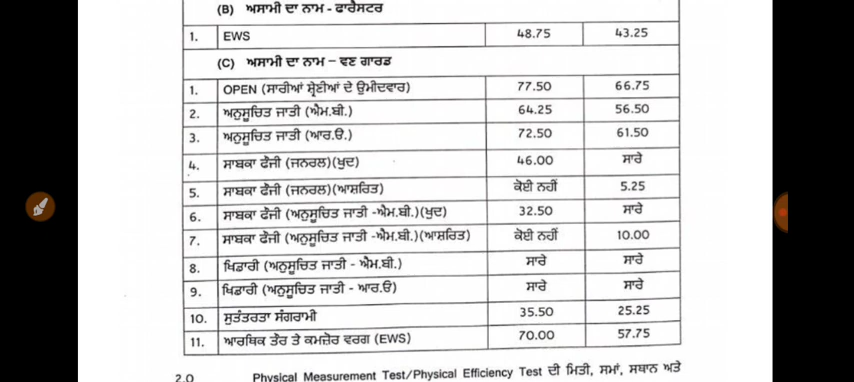 (B) ਅਸਾਮੀ ਦਾ ਨਾਮ - ਫਾਰੈਸਟਰ
1. EWS 48.75 43.25
(C) ਅਸਾਮੀ ਦਾ ਨਾਮ – ਵਣ ਗਾਰਡ
1. OPEN (ਸਾਰੀਆਂ ਸ਼੍ਰੇਣੀਆਂ ਦੇ ਉਮੀਦਵਾਰ) 77.50 66.75
2. ਅਨੁਸੂਚਿਤ ਜਾਤੀ (ਐਮ.ਬੀ.) 64.25 56.50
3. ਅਨੁਸੂਚਿਤ ਜਾਤੀ (ਆਰ.ਓ.) 72.50 61.50
4. ਸਾਬਕਾ ਫੌਜੀ (ਜਨਰਲ)(ਖੁਦ) 46.00 ਸਾਰੇ
5. ਸਾਬਕਾ ਫੌਜੀ (ਜਨਰਲ)(ਆਸ਼ਰਿਤ) ਕੋਈ ਨਹੀਂ 5.25
6. ਸਾਬਕਾ ਫੌਜੀ (ਅਨੁਸੂਚਿਤ ਜਾਤੀ -ਐਮ.ਬੀ.)(ਖੁਦ) 32.50 ਸਾਰੇ
7. ਸਾਬਕਾ ਫੌਜੀ (ਅਨੁਸੂਚਿਤ ਜਾਤੀ -ਐਮ.ਬੀ.)(ਆਸ਼ਰਿਤ) ਕੋਈ ਨਹੀਂ 10.00
8. ਖਿਡਾਰੀ (ਅਨੁਸੂਚਿਤ ਜਾਤੀ - ਐਮ.ਬੀ.) ਸਾਰੇ ਸਾਰੇ
9. ਖਿਡਾਰੀ (ਅਨੁਸੂਚਿਤ ਜਾਤੀ - ਆਰ.ਓ) ਸਾਰੇ ਸਾਰੇ
10. ਸੁਤੰਤਰਤਾ ਸੰਗਰਾਮੀ 35.50 25.25
11. ਆਰਥਿਕ ਤੌਰ ਤੇ ਕਮਜ਼ੋਰ ਵਰਗ (EWS) 70.00 57.75
2.0 Physical Measurement Test/Physical Efficiency Test ਦੀ ਮਿਤੀ, ਸਮਾਂ, ਸਥਾਨ ਅਤੇ